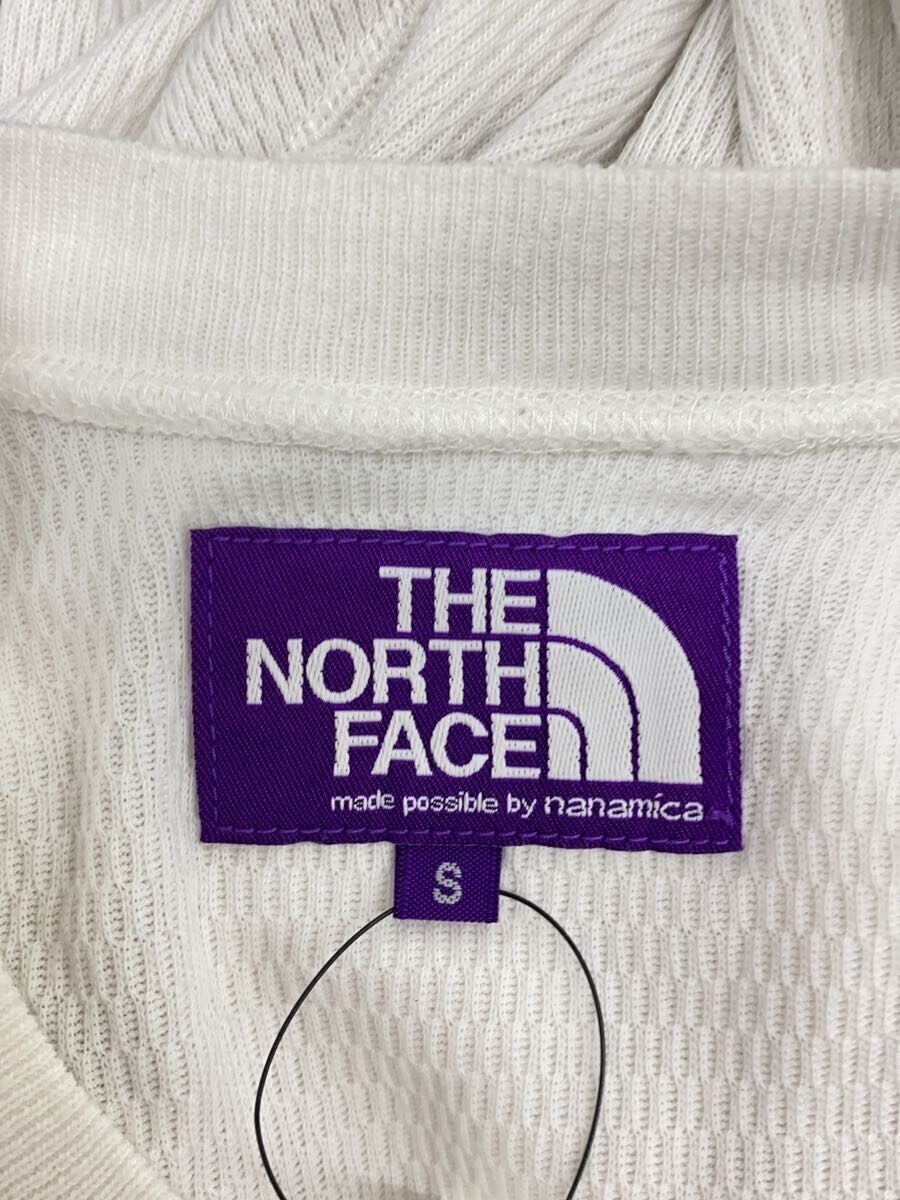 THE
NORTH
FACE
made possible by nanamica
S